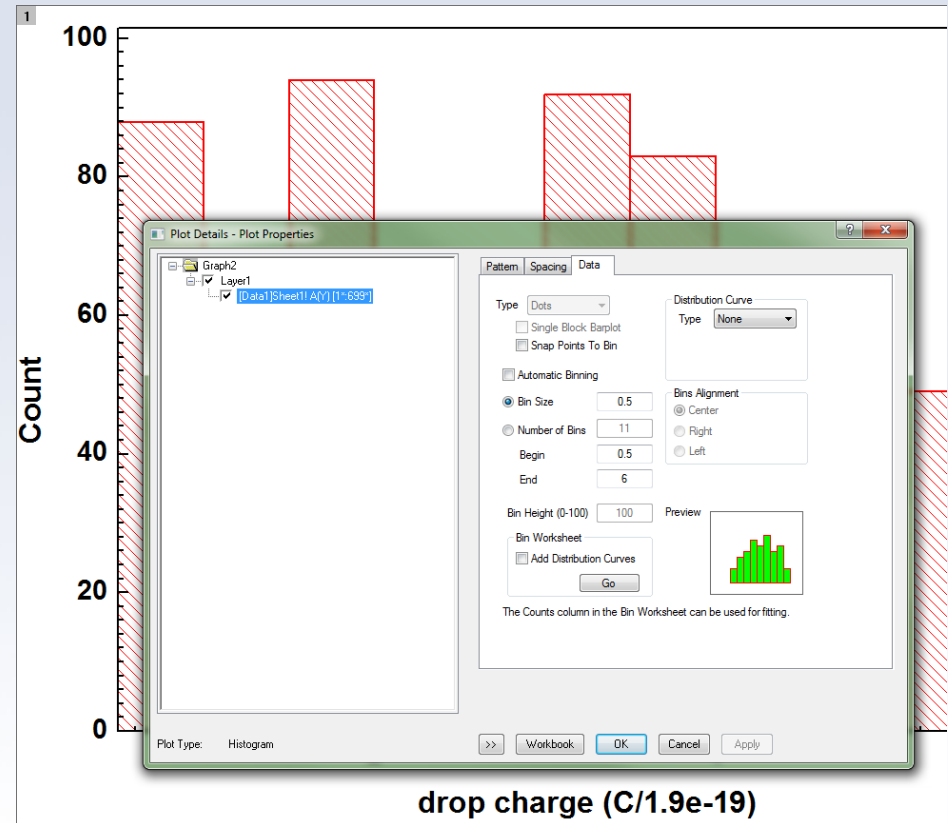 1
100
80
60
40
20
0
Count
drop charge (C/1.9e-19)
Plot Details - Plot Properties
?
x
Graph2
Layer1
[Data1]Sheet1! A(Y) [1*:699*]
Pattern Spacing Data
Type Dots
Single Block Barplot
Snap Points To Bin
Automatic Binning
Bin Size 0.5
Number of Bins 11
Begin 0.5
End 6
Bin Height (0-100) 100
Bin Worksheet
Add Distribution Curves
Go
Distribution Curve
Type None
Bins Alignment
Center
Right
Left
Preview
The Counts column in the Bin Worksheet can be used for fitting.
Plot Type: Histogram
>> Workbook OK Cancel Apply